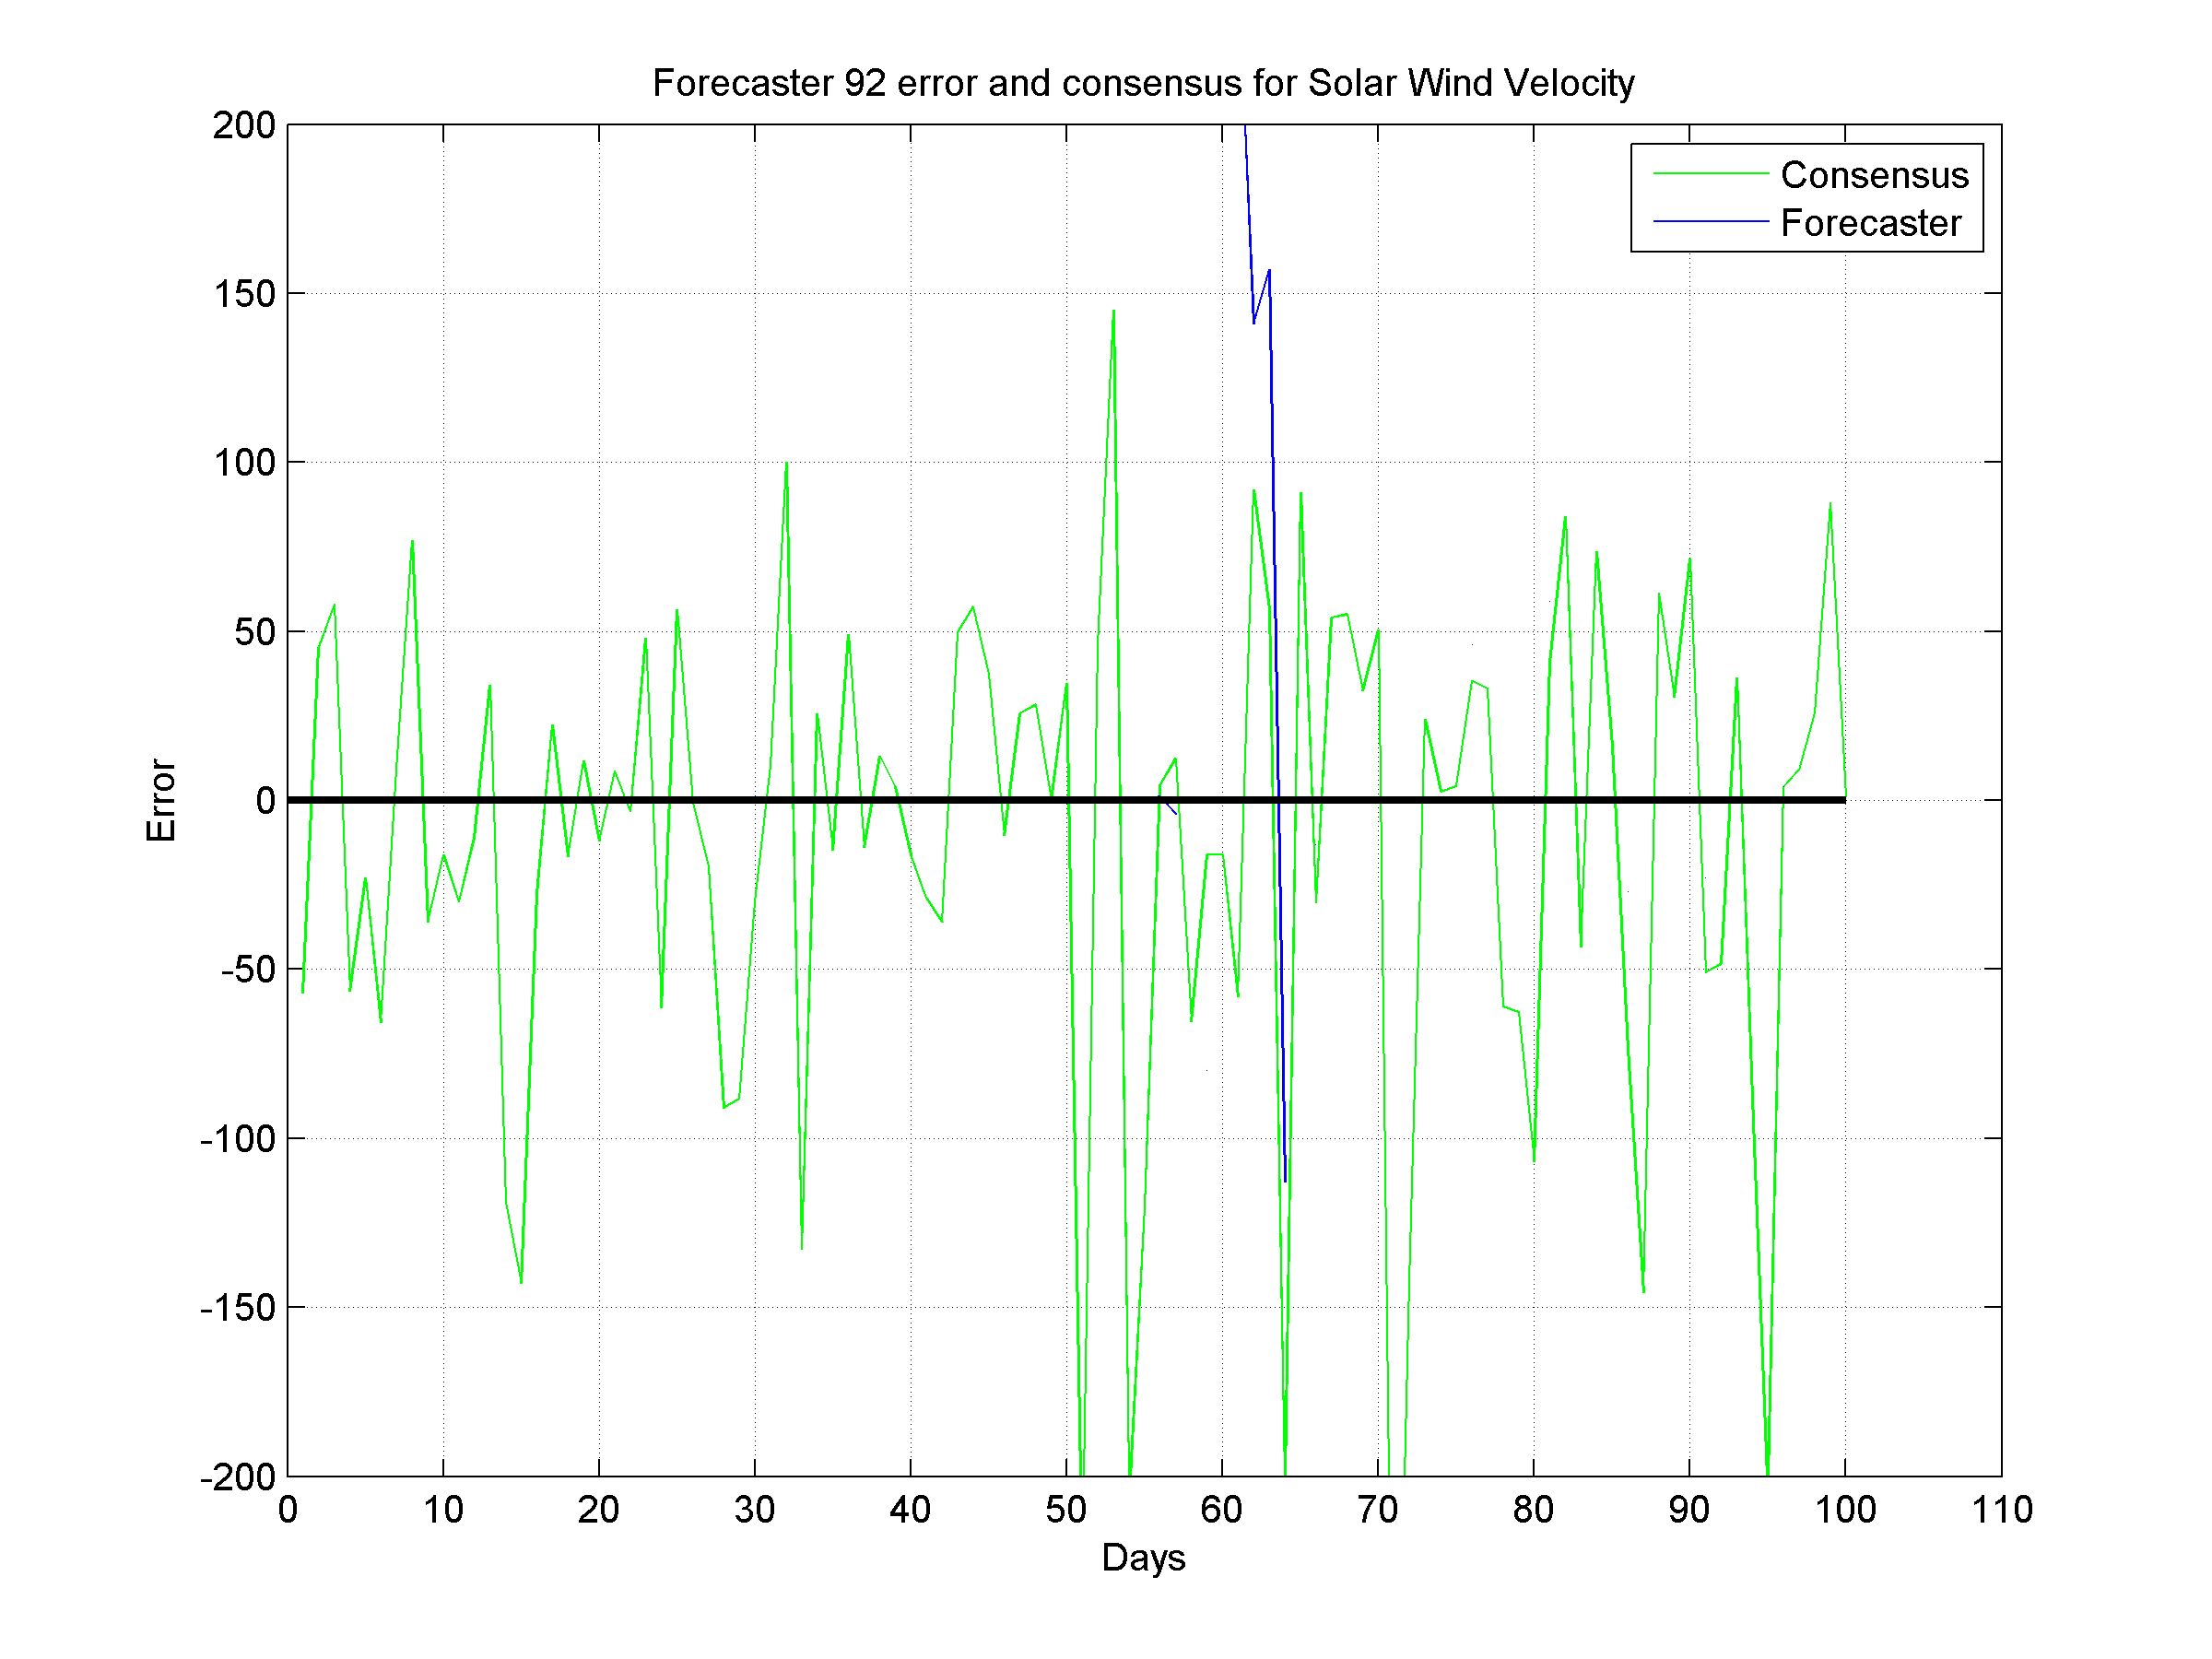 Forecaster 92 error and consensus for Solar Wind Velocity
200
150
100
50
0
-50
-100
-150
-200
Error
Consensus
Forecaster
0 10 20 30 40 50 60 70 80 90 100 110
Days